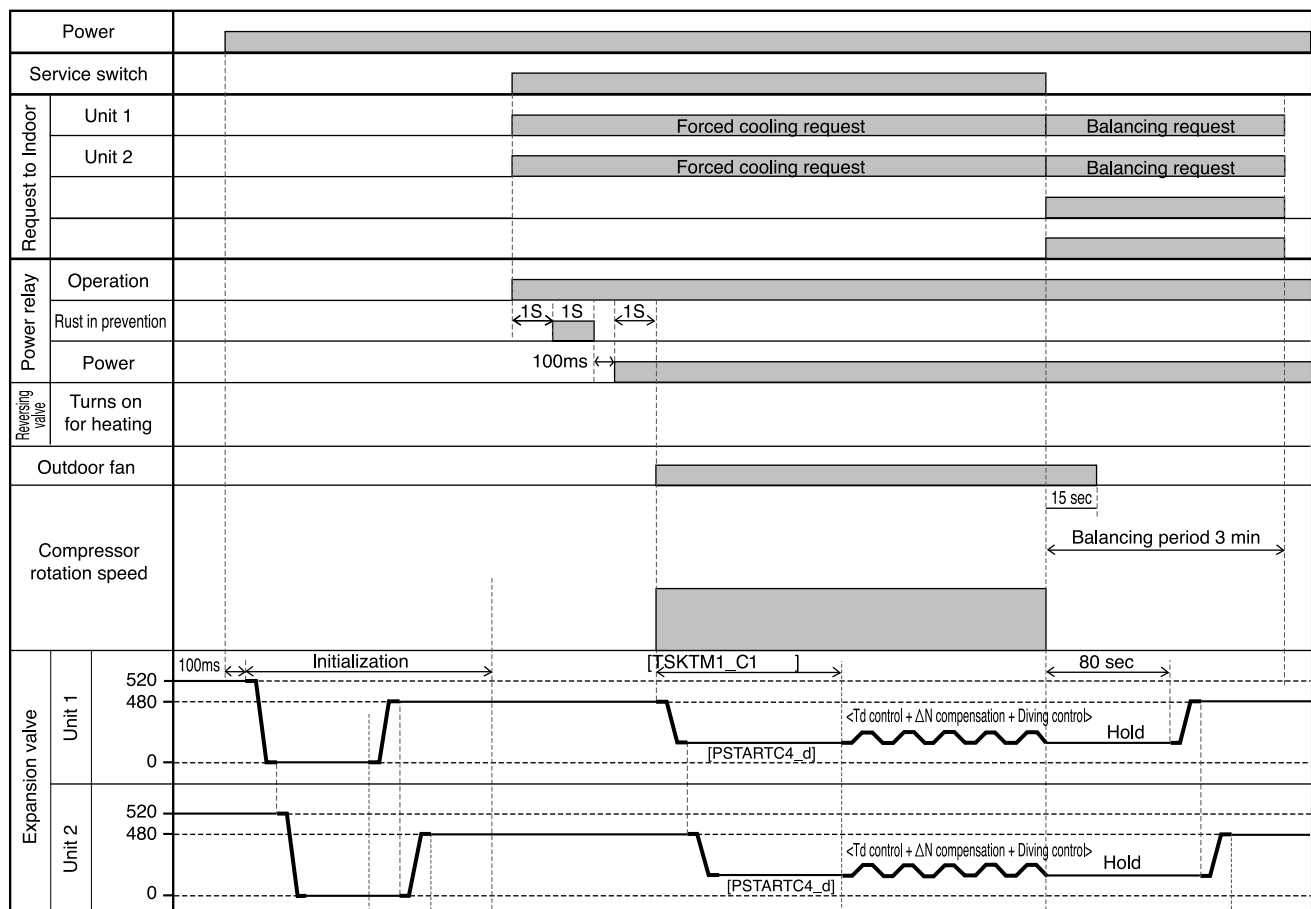 Power
Service switch
Request to Indoor
Unit 1
Forced cooling request
Balancing request
Unit 2
Forced cooling request
Balancing request
Power relay
Operation
Rust in prevention
1S
1S
1S
Power
100ms
Reversing
valve
Turns on
for heating
Outdoor fan
15 sec
Compressor
rotation speed
Balancing period 3 min
Expansion valve
Unit 1
100ms
Initialization
[TSKTM1_C1 ]
80 sec
520
480
0
<Td control + ΔN compensation + Diving control>
[PSTARTC4_d]
Hold
Unit 2
520
480
0
<Td control + ΔN compensation + Diving control>
[PSTARTC4_d]
Hold